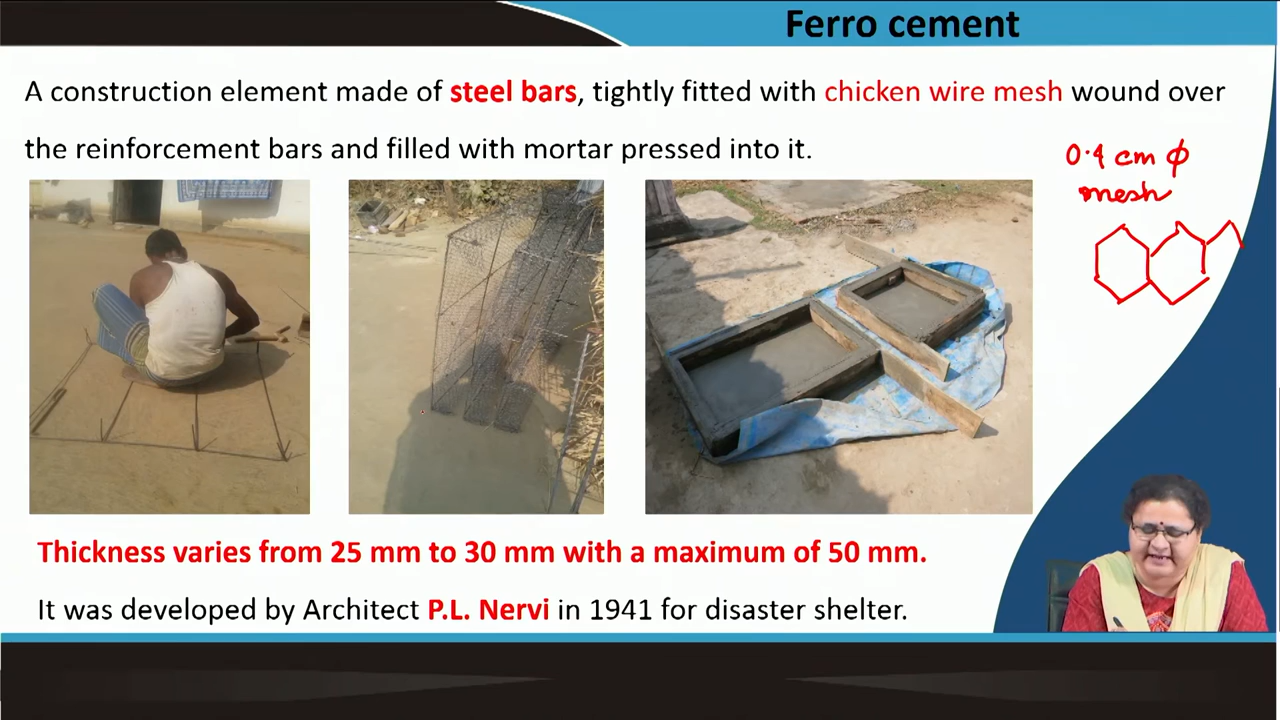 Ferro cement
A construction element made of steel bars, tightly fitted with chicken wire mesh wound over
the reinforcement bars and filled with mortar pressed into it.
0.4 cm ϕ
mesh
Thickness varies from 25 mm to 30 mm with a maximum of 50 mm.
It was developed by Architect P.L. Nervi in 1941 for disaster shelter.